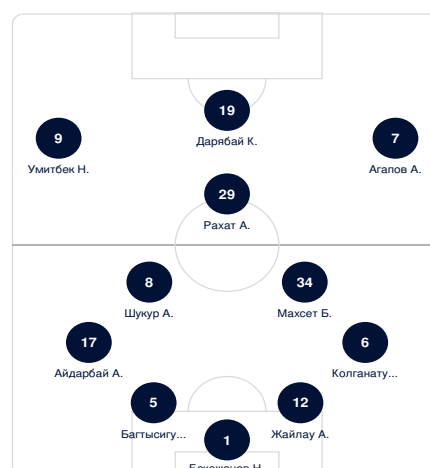 19
Дарябай К.
9
Умитбек Н.
7
Агапов А.
29
Рахат А.
8
Шукур А.
34
Махсет Б.
17
Айдарбай А.
6
Колганату...
5
Багтысигу...
12
Жайлау А.
1